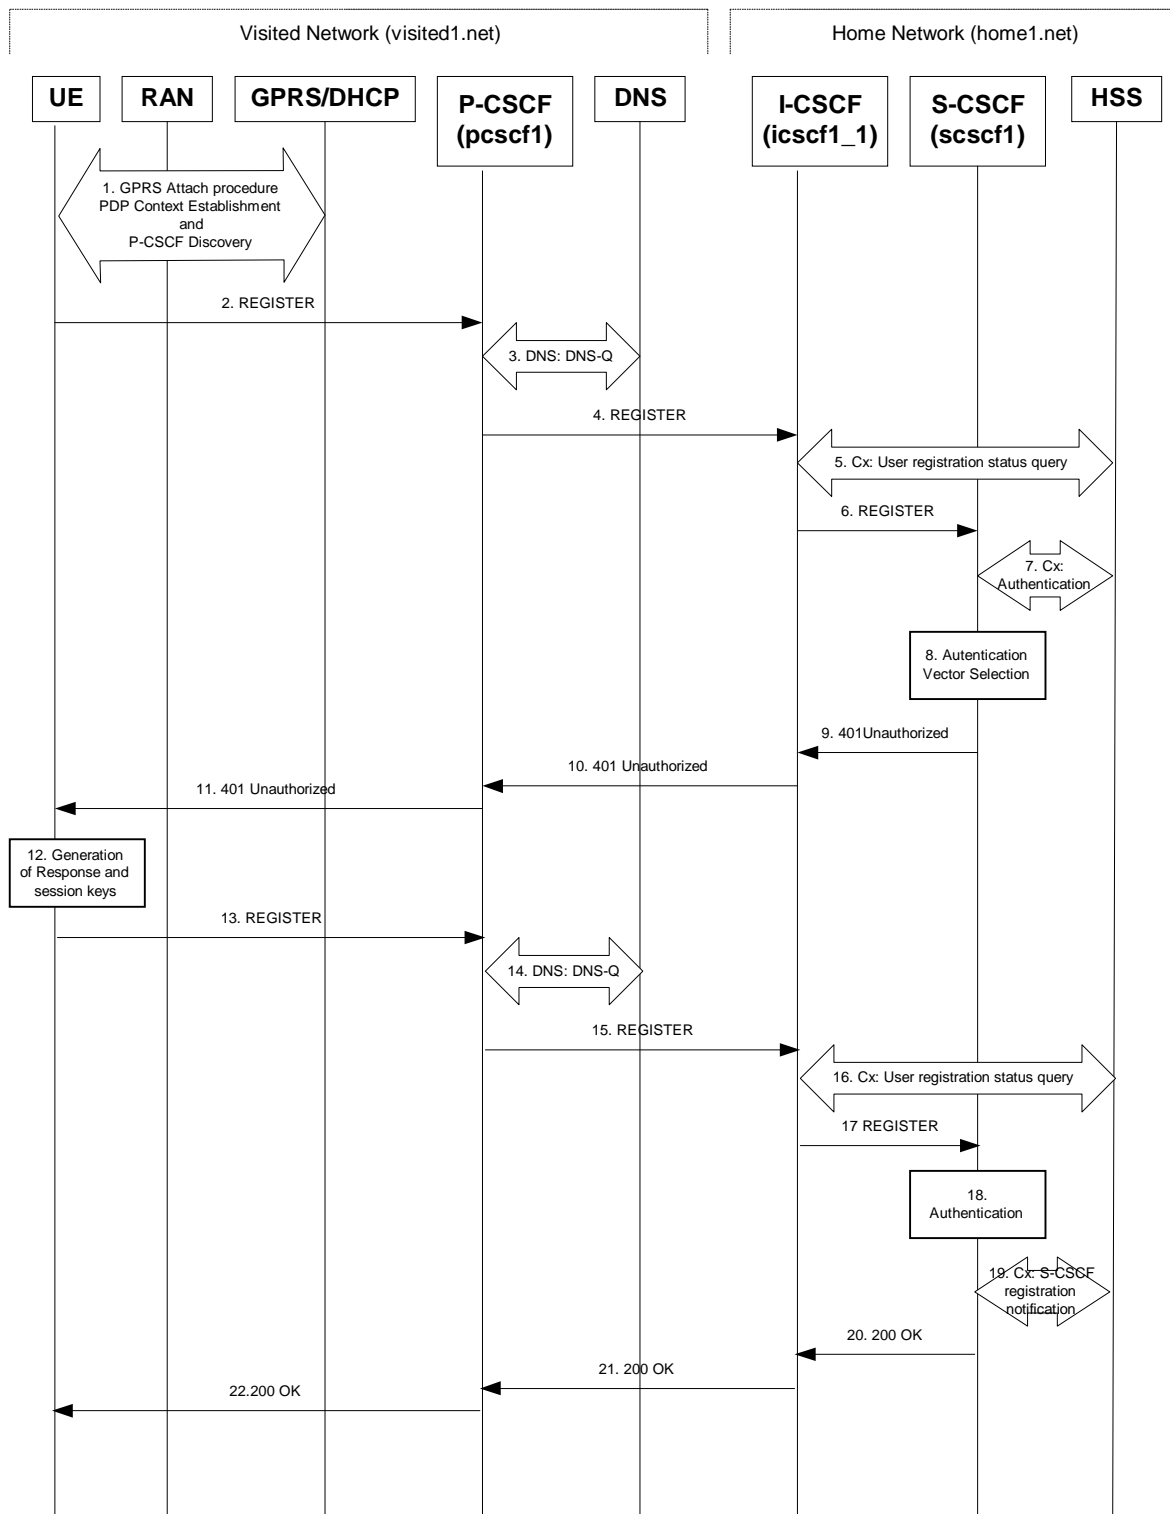 Visited Network (visited1.net)
Home Network (home1.net)
UE
RAN
GPRS/DHCP
P-CSCF
(pcscf1)
DNS
I-CSCF
(icscf1_1)
S-CSCF
(scscf1)
HSS
1. GPRS Attach procedure
PDP Context Establishment
and
P-CSCF Discovery
2. REGISTER
3. DNS: DNS-Q
4. REGISTER
5. Cx: User registration status query
6. REGISTER
7. Cx:
Authentication
8. Autentication
Vector Selection
9. 401Unauthorized
10. 401 Unauthorized
11. 401 Unauthorized
12. Generation
of Response and
session keys
13. REGISTER
14. DNS: DNS-Q
15. REGISTER
16. Cx: User registration status query
17 REGISTER
18.
Authentication
19. Cx: S-CSCF
registration
notification
20. 200 OK
21. 200 OK
22.200 OK